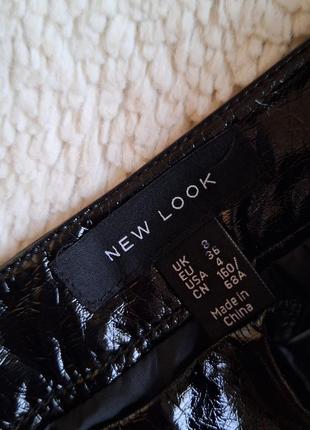 NEW LOOK
UK 8
EU 36
USA 4
CN 160/
68A
Made in
China